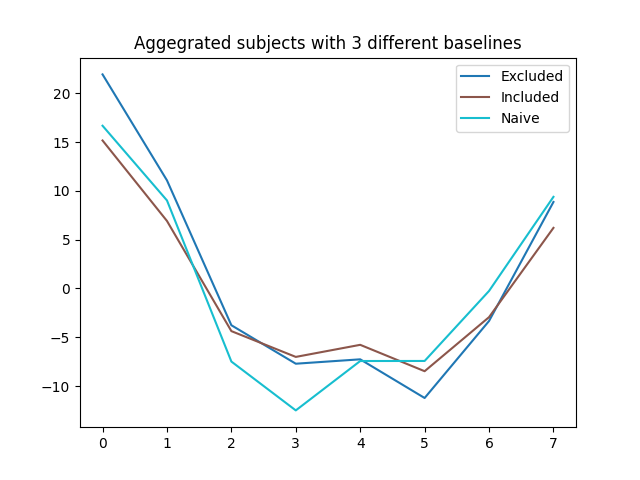 Aggegrated subjects with 3 different baselines
Excluded
Included
Naive
20
15
10
5
0
−5
−10
0 1 2 3 4 5 6 7